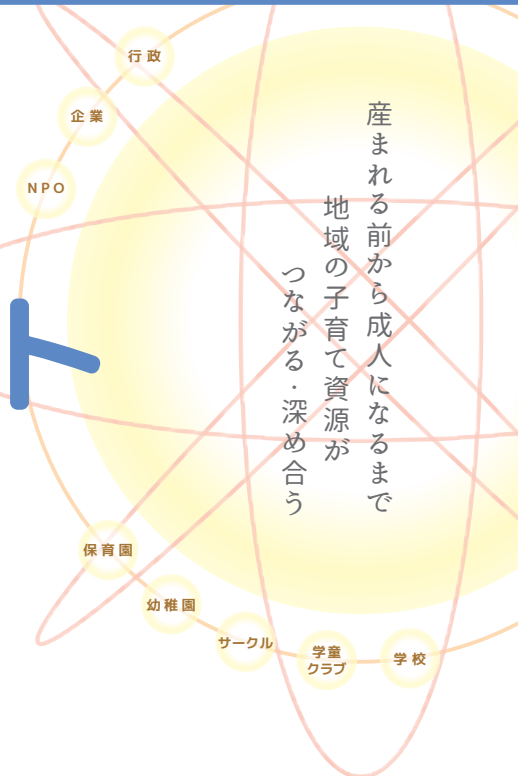 産まれる前から成人になるまで
地域の子育て資源が
つながる・深め合う
行政
企業
NPO
ト
保育園
幼稚園
サークル
学童
クラブ
学校